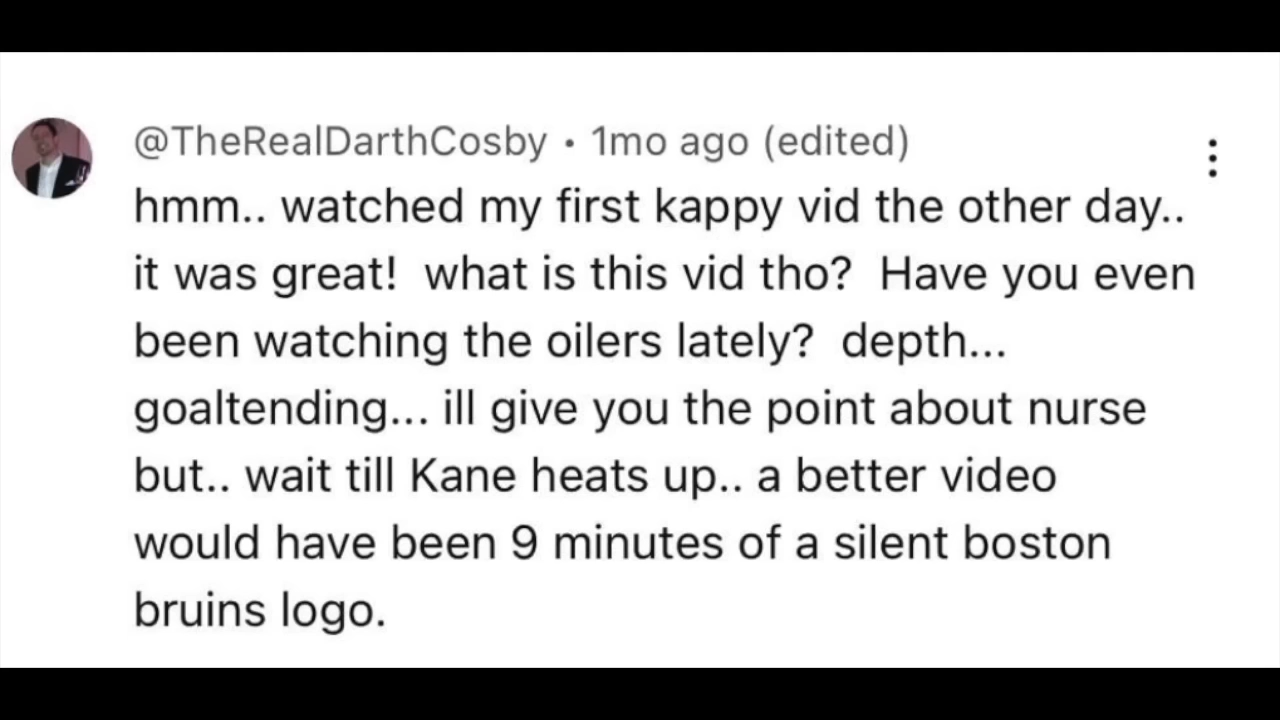 @TheRealDarthCosby • 1mo ago (edited)
hmm.. watched my first kappy vid the other day..
it was great!  what is this vid tho?  Have you even
been watching the oilers lately?  depth...
goaltending... ill give you the point about nurse
but.. wait till Kane heats up.. a better video
would have been 9 minutes of a silent boston
bruins logo.